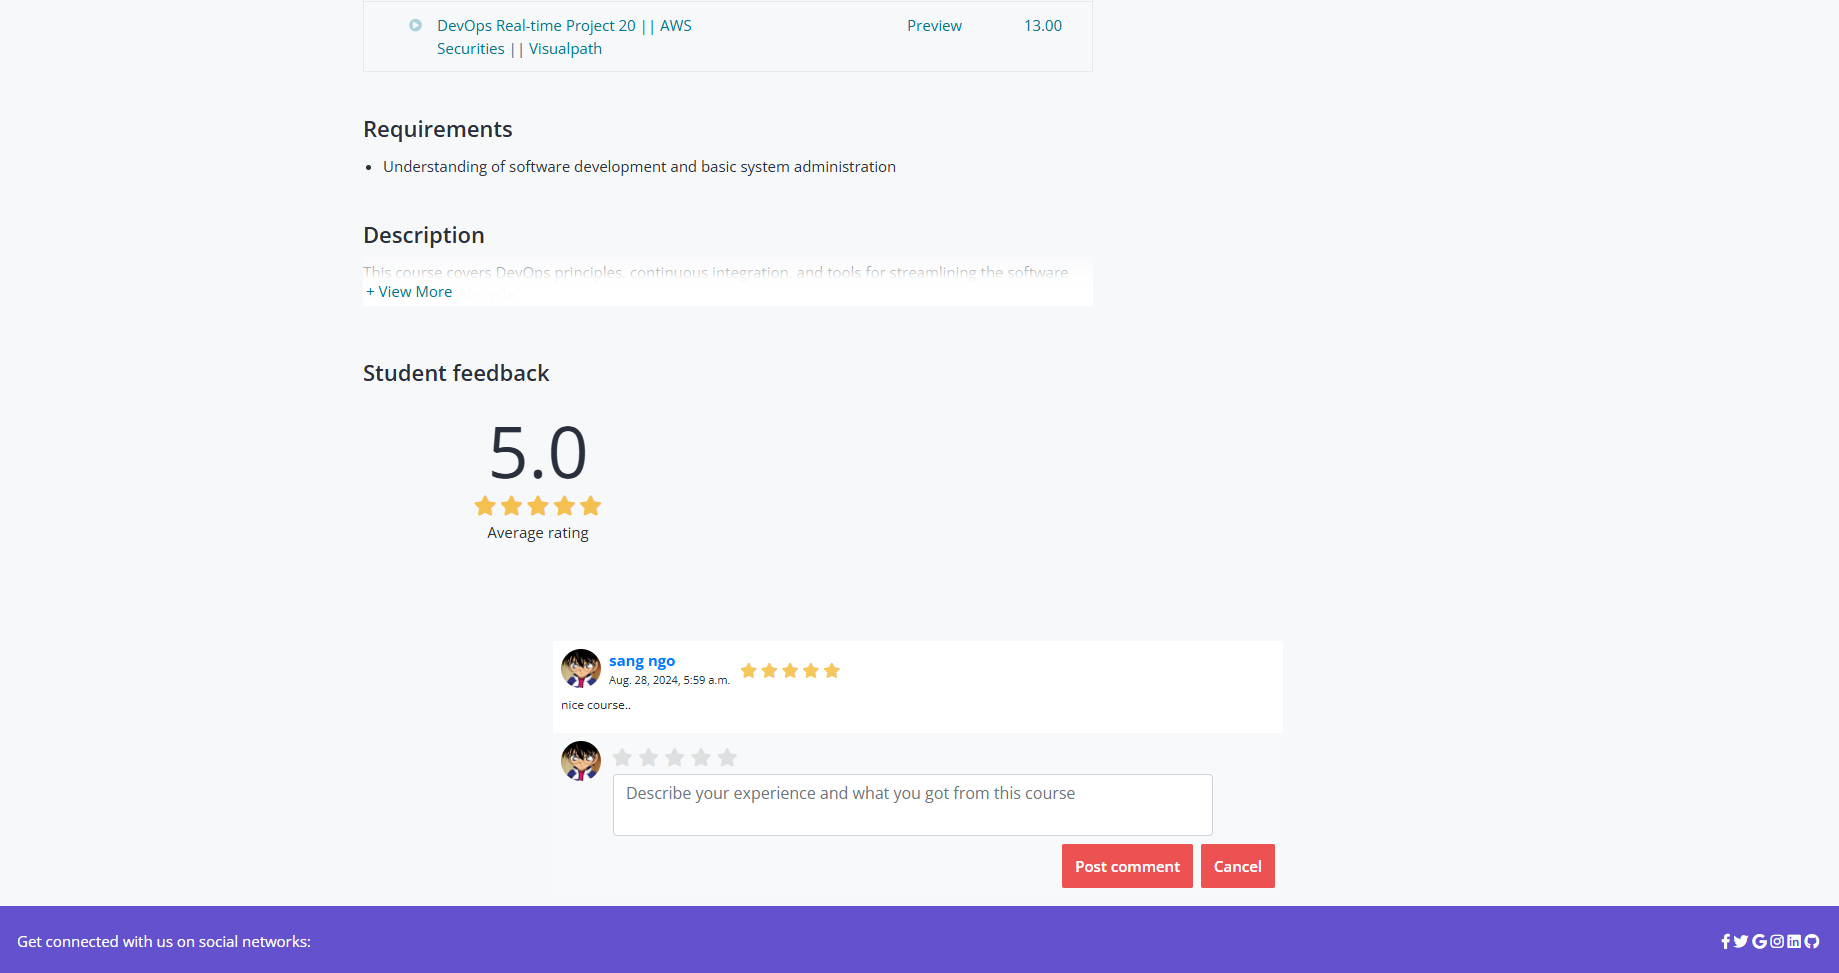 DevOps Real-time Project 20 || AWS Securities || Visualpath Preview 13.00
Requirements
Understanding of software development and basic system administration
Description
This course covers DevOps principles, continuous integration, and tools for streamlining the software
+ View More
Student feedback
5.0
Average rating
sang ngo
Aug. 28, 2024, 5:59 a.m.
nice course..
Describe your experience and what you got from this course
Post comment Cancel
Get connected with us on social networks: